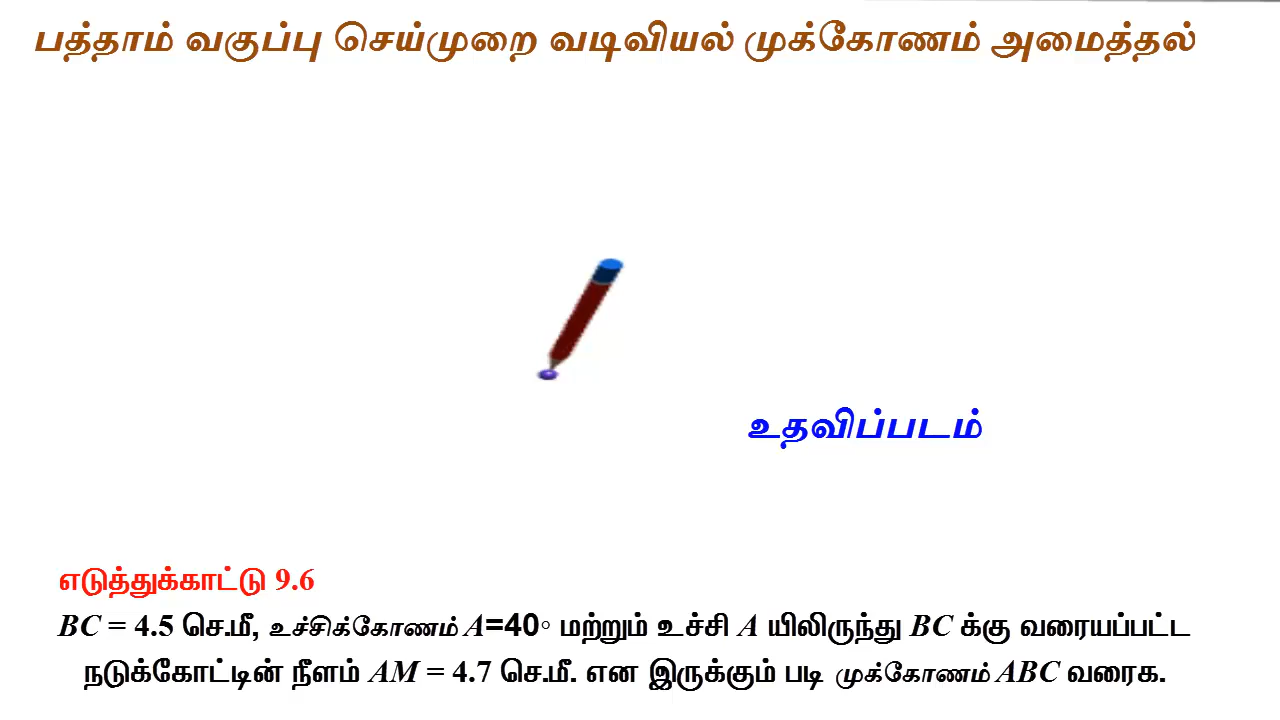 பத்தாம் வகுப்பு செய்முறை வடிவியல் முக்கோணம் அமைத்தல்
உதவிப்படம்
எடுத்துக்காட்டு 9.6
BC = 4.5 செ.மீ, உச்சிக்கோணம் A=40° மற்றும் உச்சி A யிலிருந்து BC க்கு வரையப்பட்ட
நடுக்கோட்டின் நீளம் AM = 4.7 செ.மீ. என இருக்கும் படி முக்கோணம் ABC வரைக.